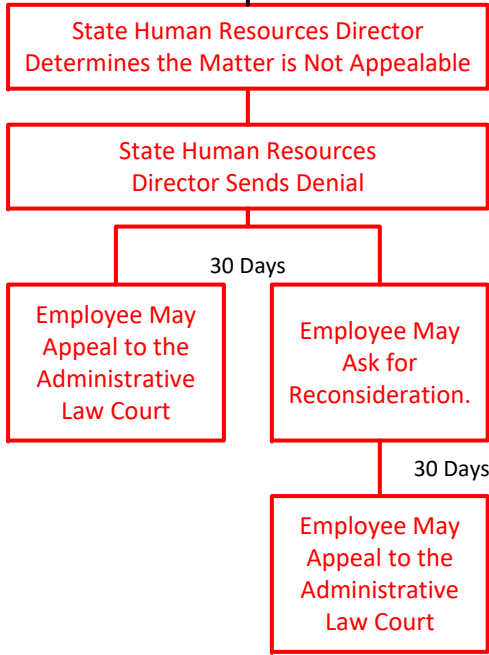 State Human Resources Director
Determines the Matter is Not Appealable
State Human Resources
Director Sends Denial
30 Days
Employee May
Appeal to the
Administrative
Law Court
Employee May
Ask for
Reconsideration.
30 Days
Employee May
Appeal to the
Administrative
Law Court